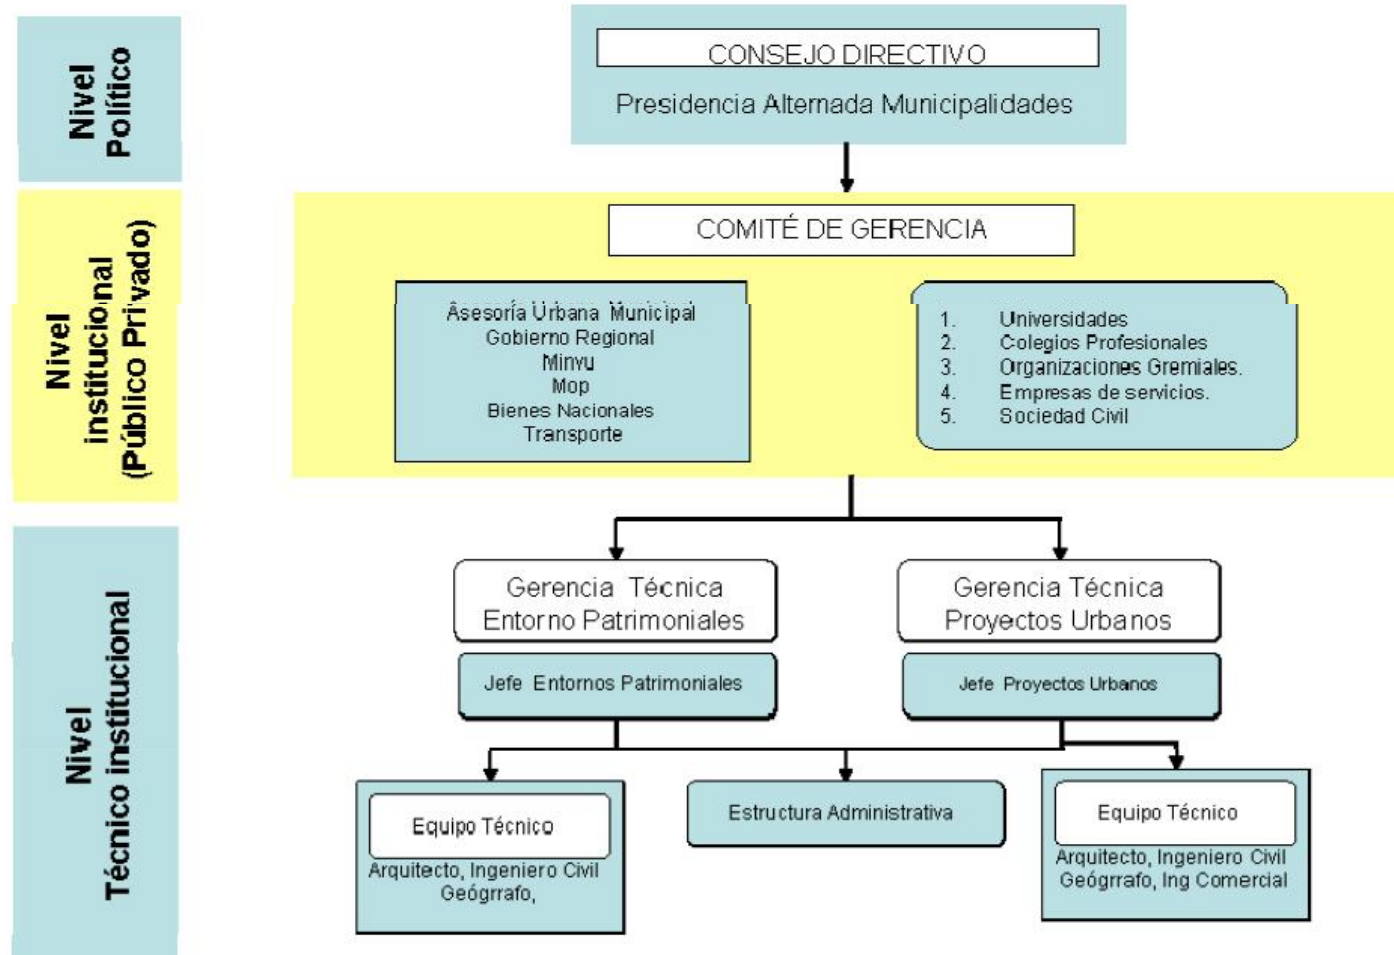 Nivel
Político
CONSEJO DIRECTIVO
Presidencia Alternada Municipalidades
Nivel
institucional
(Público Privado)
COMITÉ DE GERENCIA
Asesoría Urbana Municipal
Gobierno Regional
Minvu
Mop
Bienes Nacionales
Transporte
1. Universidades
2. Colegios Profesionales
3. Organizaciones Gremiales.
4. Empresas de servicios.
5. Sociedad Civil
Nivel
Técnico institucional
Gerencia Técnica
Entorno Patrimoniales
Gerencia Técnica
Proyectos Urbanos
Jefe Entornos Patrimoniales
Jefe Proyectos Urbanos
Equipo Técnico
Arquitecto, Ingeniero Civil
Geógrrafo,
Estructura Administrativa
Equipo Técnico
Arquitecto, Ingeniero Civil
Geógrrafo, Ing Comercial